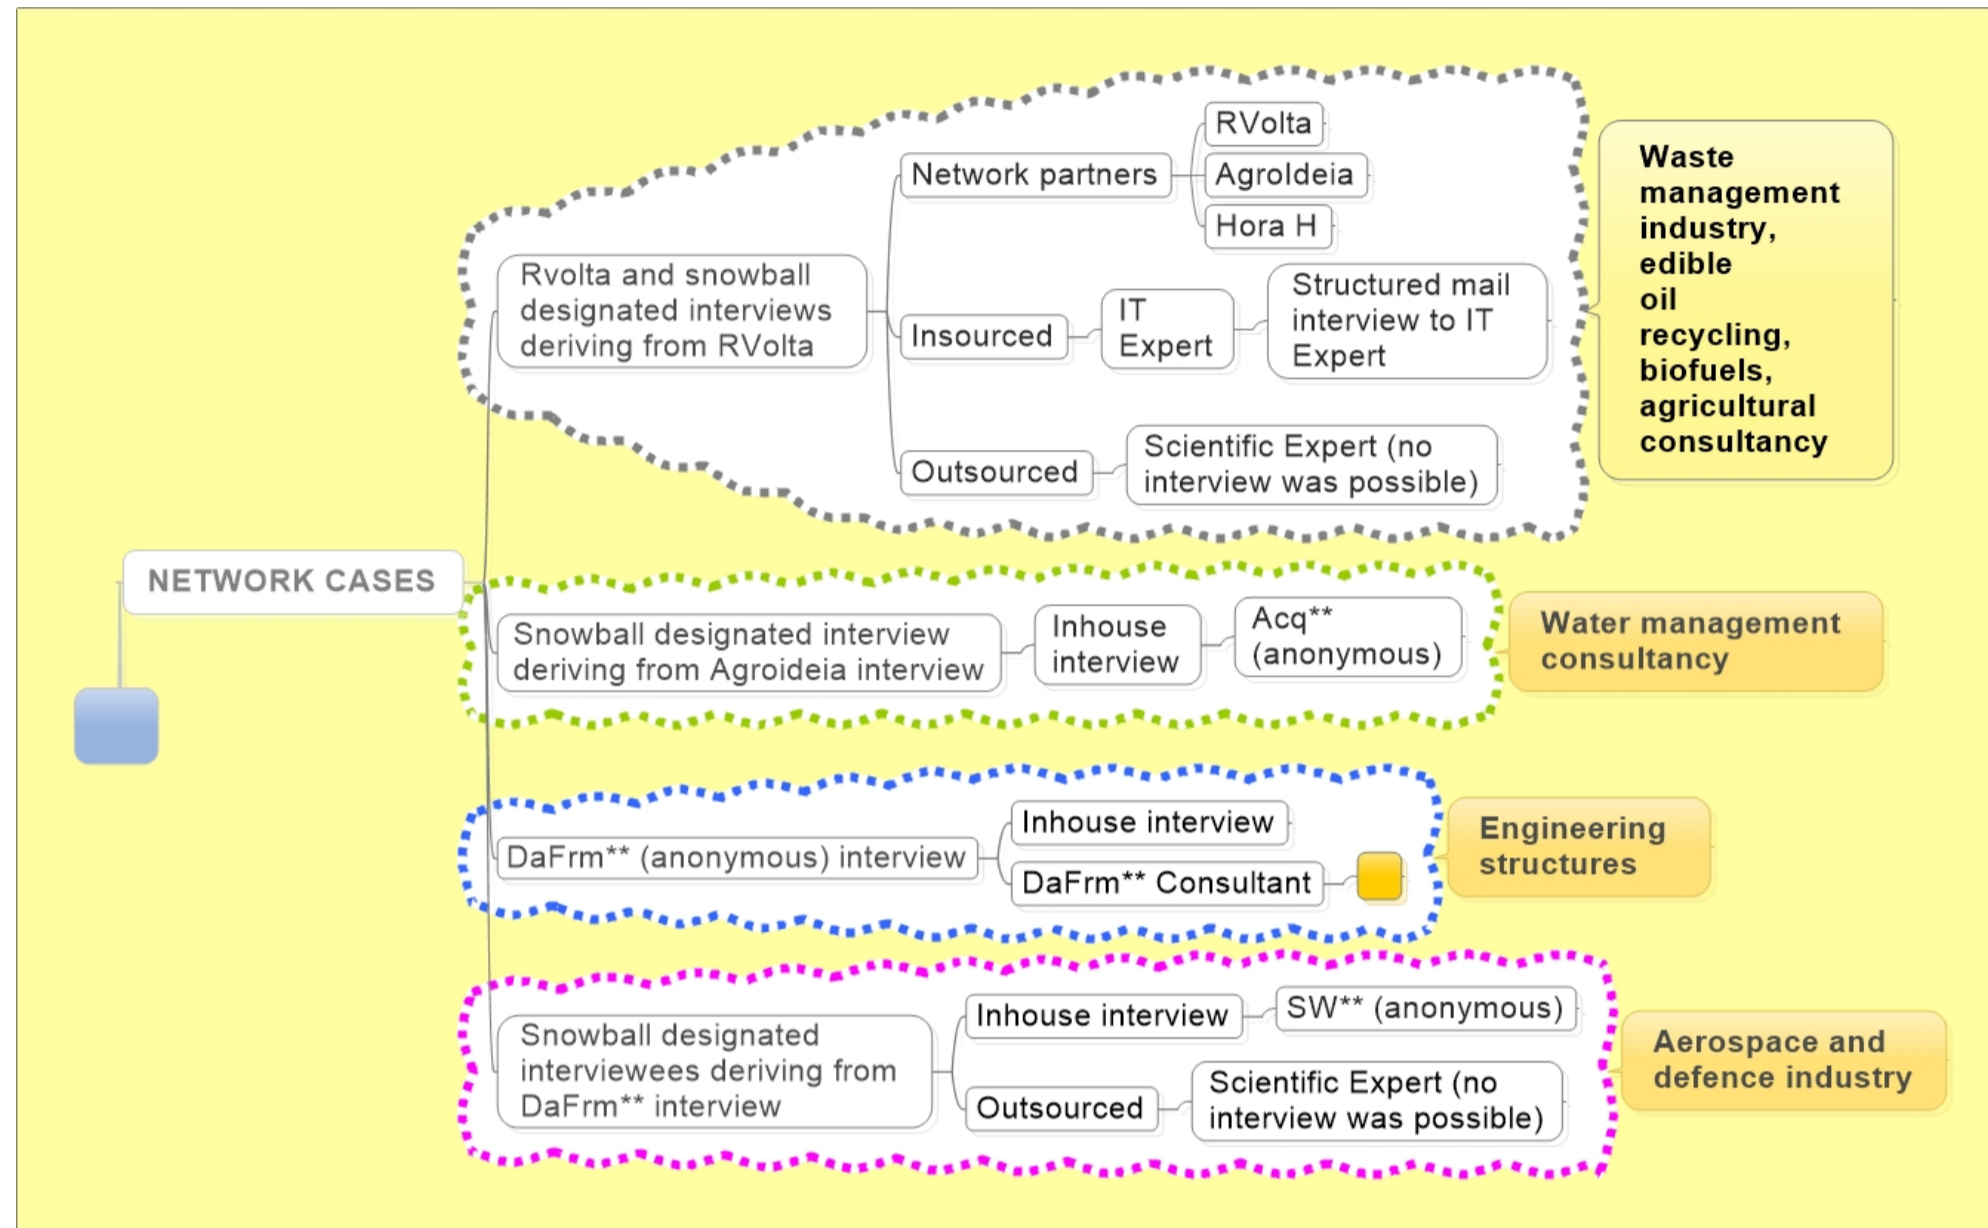 NETWORK CASES
Rvolta and snowball
designated interviews
deriving from RVolta
Network partners
RVolta
AgroIdeia
Hora H
Insourced
IT
Expert
Structured mail
interview to IT
Expert
Outsourced
Scientific Expert (no
interview was possible)
Waste
management
industry,
edible
oil
recycling,
biofuels,
agricultural
consultancy
Snowball designated interview
deriving from Agroideia interview
Inhouse
interview
Acq**
(anonymous)
Water management
consultancy
DaFrm** (anonymous) interview
Inhouse interview
DaFrm** Consultant
Engineering
structures
Snowball designated
interviewees deriving from
DaFrm** interview
Inhouse interview
SW** (anonymous)
Outsourced
Scientific Expert (no
interview was possible)
Aerospace and
defence industry